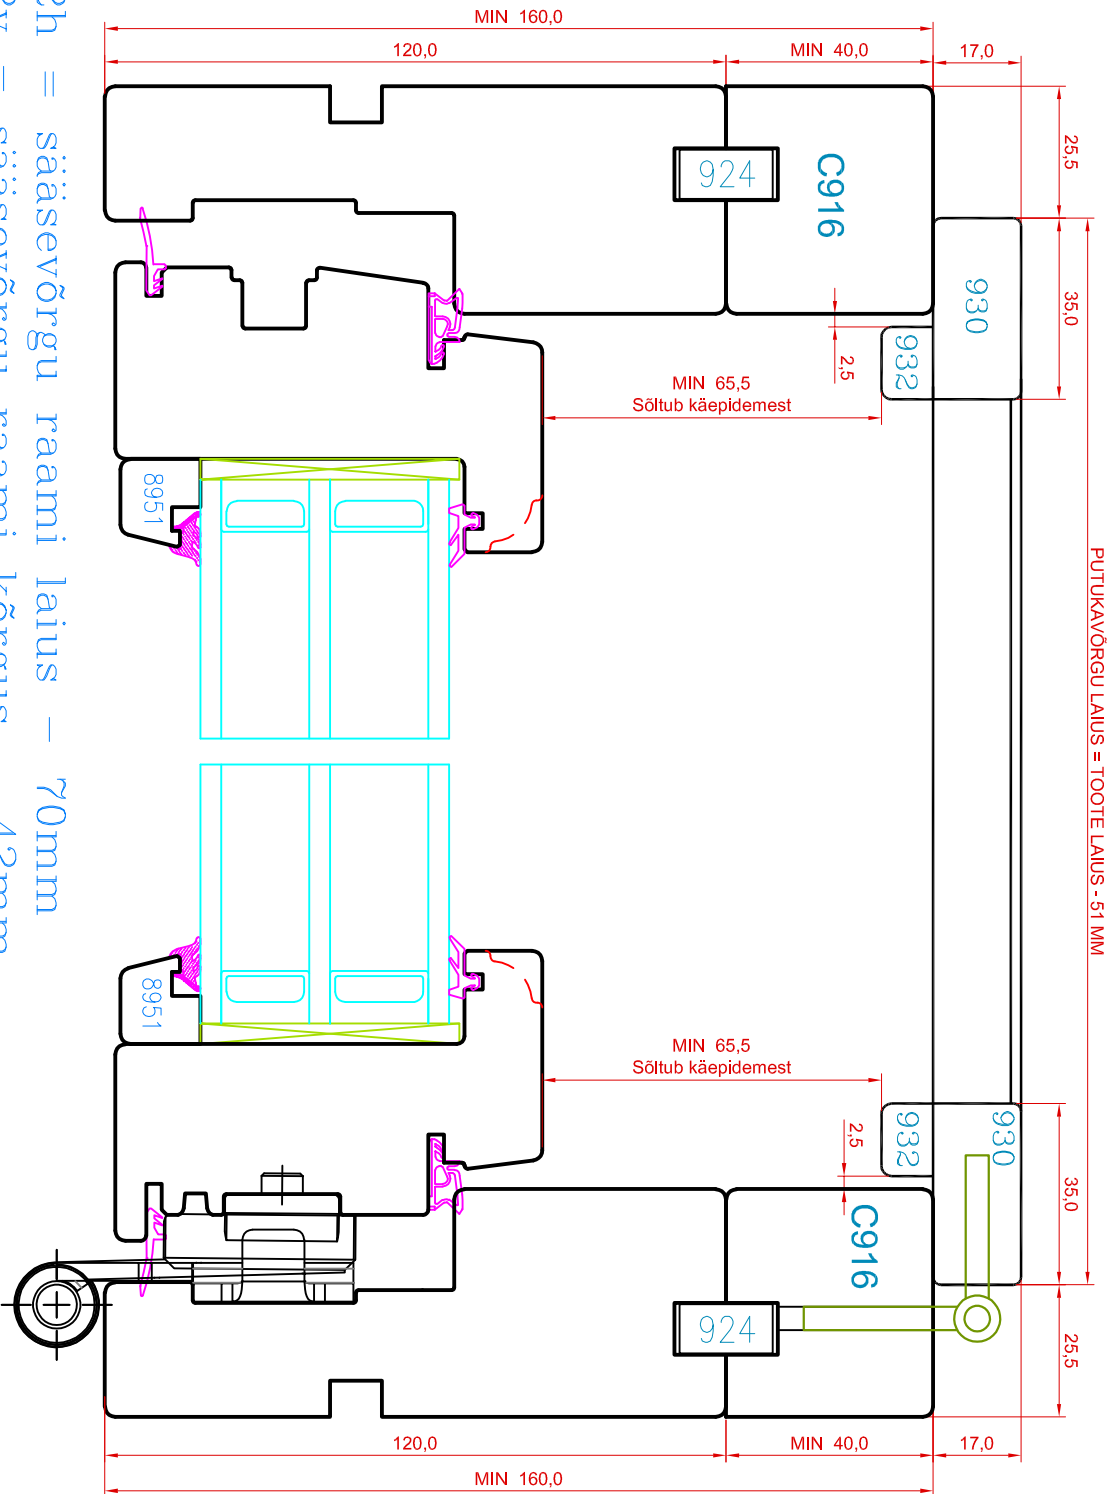 MIN 160,0
120,0
MIN 40,0
17,0
25,5
924
C916
930
35,0
932
2,5
MIN 65,5
Sõltub käepidemest
8951
PUTUKAVÕRGU LAIUS = TOOTE LAIUS - 51 MM
= sääsevõrgu raami laius – 70mm
8951
MIN 65,5
Sõltub käepidemest
932
930
2,5
35,0
C916
924
25,5
120,0
MIN 40,0
17,0
MIN 160,0